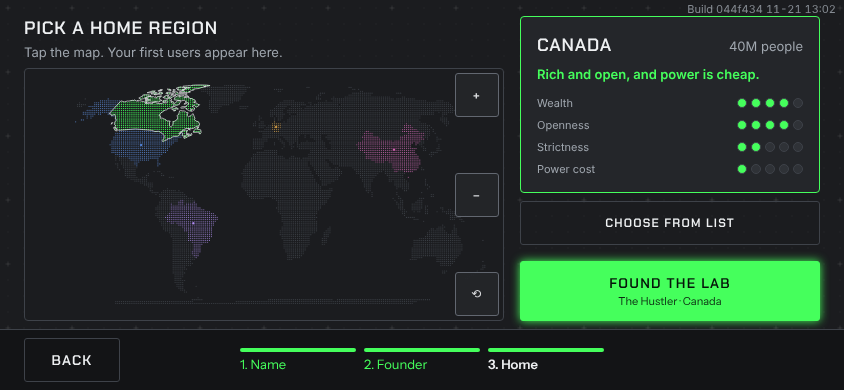 Build 044f434 11-21 13:02
PICK A HOME REGION
Tap the map. Your first users appear here.
+
−
⟲
CANADA
40M people
Rich and open, and power is cheap.
Wealth
Openness
Strictness
Power cost
CHOOSE FROM LIST
FOUND THE LAB
The Hustler · Canada
BACK
1. Name
2. Founder
3. Home